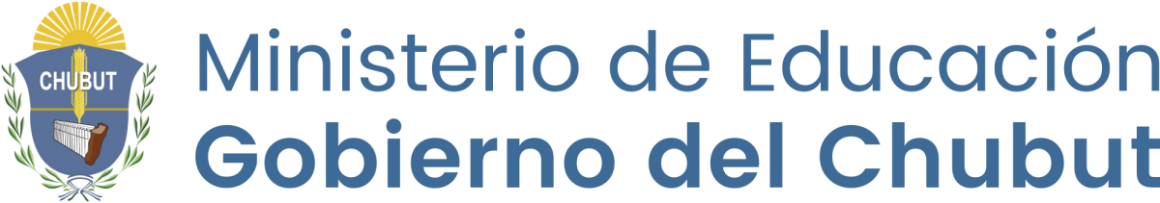 CHUBUT
Ministerio de Educación
Gobierno del Chubut